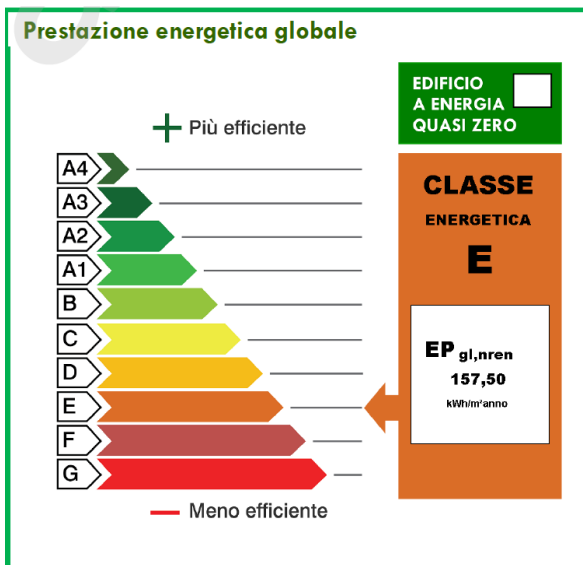 Prestazione energetica globale
EDIFICIO
A ENERGIA
QUASI ZERO
+ Più efficiente
A4
A3
A2
A1
B
C
D
E
F
G
— Meno efficiente
CLASSE
ENERGETICA
E
EP gl,nren
157,50
kWh/m²anno